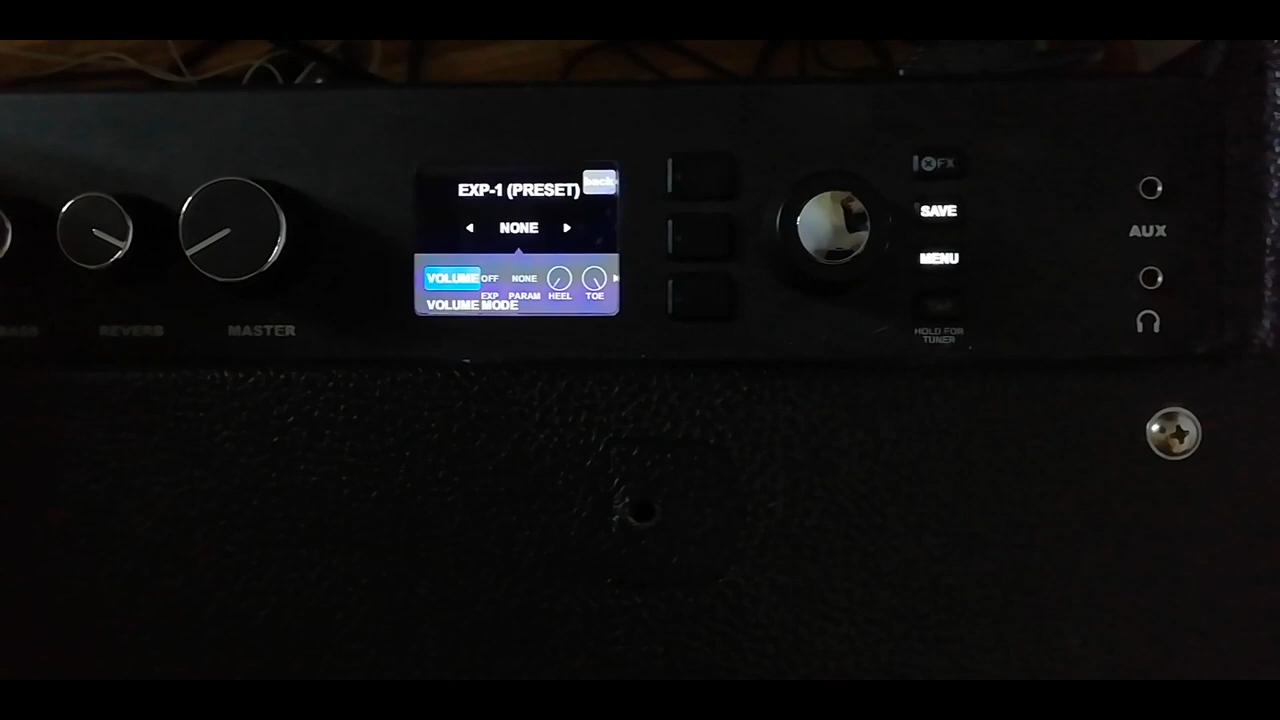 EXP-1 (PRESET)
back
NONE
VOLUME OFF NONE
EXP PARAM HEEL TOE
VOLUME MODE
BASS
REVERB
MASTER
FX
SAVE
MENU
HOLD FOR
TUNER
AUX